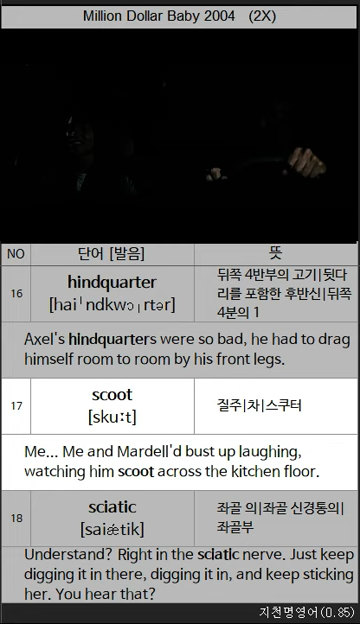 Million Dollar Baby 2004 (2X)
NO 단어 [발음] 뜻
16 hindquarter [haiˈndkwɔˌrtər] 뒤쪽 4반부의 고기|뒷다
리를 포함한 후반신|뒤쪽
4분의 1
Axel's hindquarters were so bad, he had to drag
himself room to room by his front legs.
17 scoot [skuːt] 질주|차|스쿠터
Me... Me and Mardell'd bust up laughing,
watching him scoot across the kitchen floor.
18 sciatic [saiǽtik] 좌골 의|좌골 신경통의|
좌골부
Understand? Right in the sciatic nerve. Just keep
digging it in there, digging it in, and keep sticking
her. You hear that?
지천명영어(0.85)